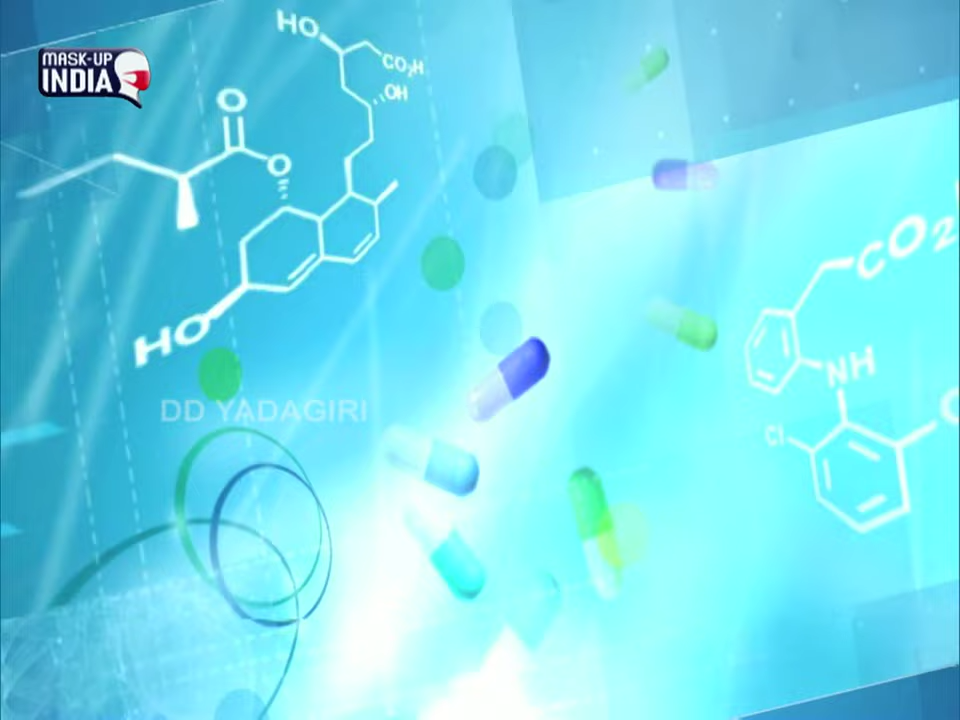 MASK-UP
INDIA
HO
CO₂H
OH
O
O
HO
DD YADAGIRI
CO₂
NH
Cl